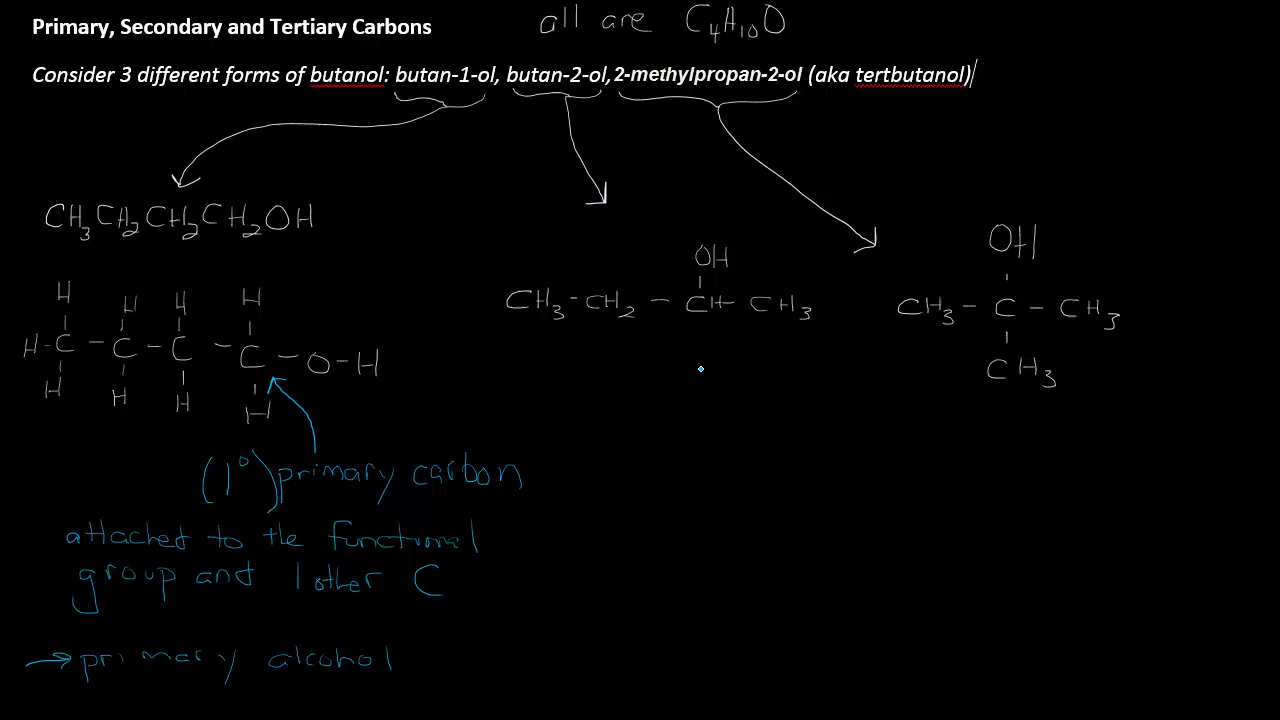 all are C₄H₁₀O
Primary, Secondary and Tertiary Carbons
Consider 3 different forms of butanol: butan-1-ol, butan-2-ol, 2-methylpropan-2-ol (aka tertbutanol)
CH₃CH₂CH₂CH₂OH
OH
CH₃-CH₂-CH-CH₃
OH
CH₃-C-CH₃
CH₃
H H H H
H-C-C-C-C-O-H
H H H H
(1°) primary carbon
attached to the functional
group and 1 other C
→ primary alcohol